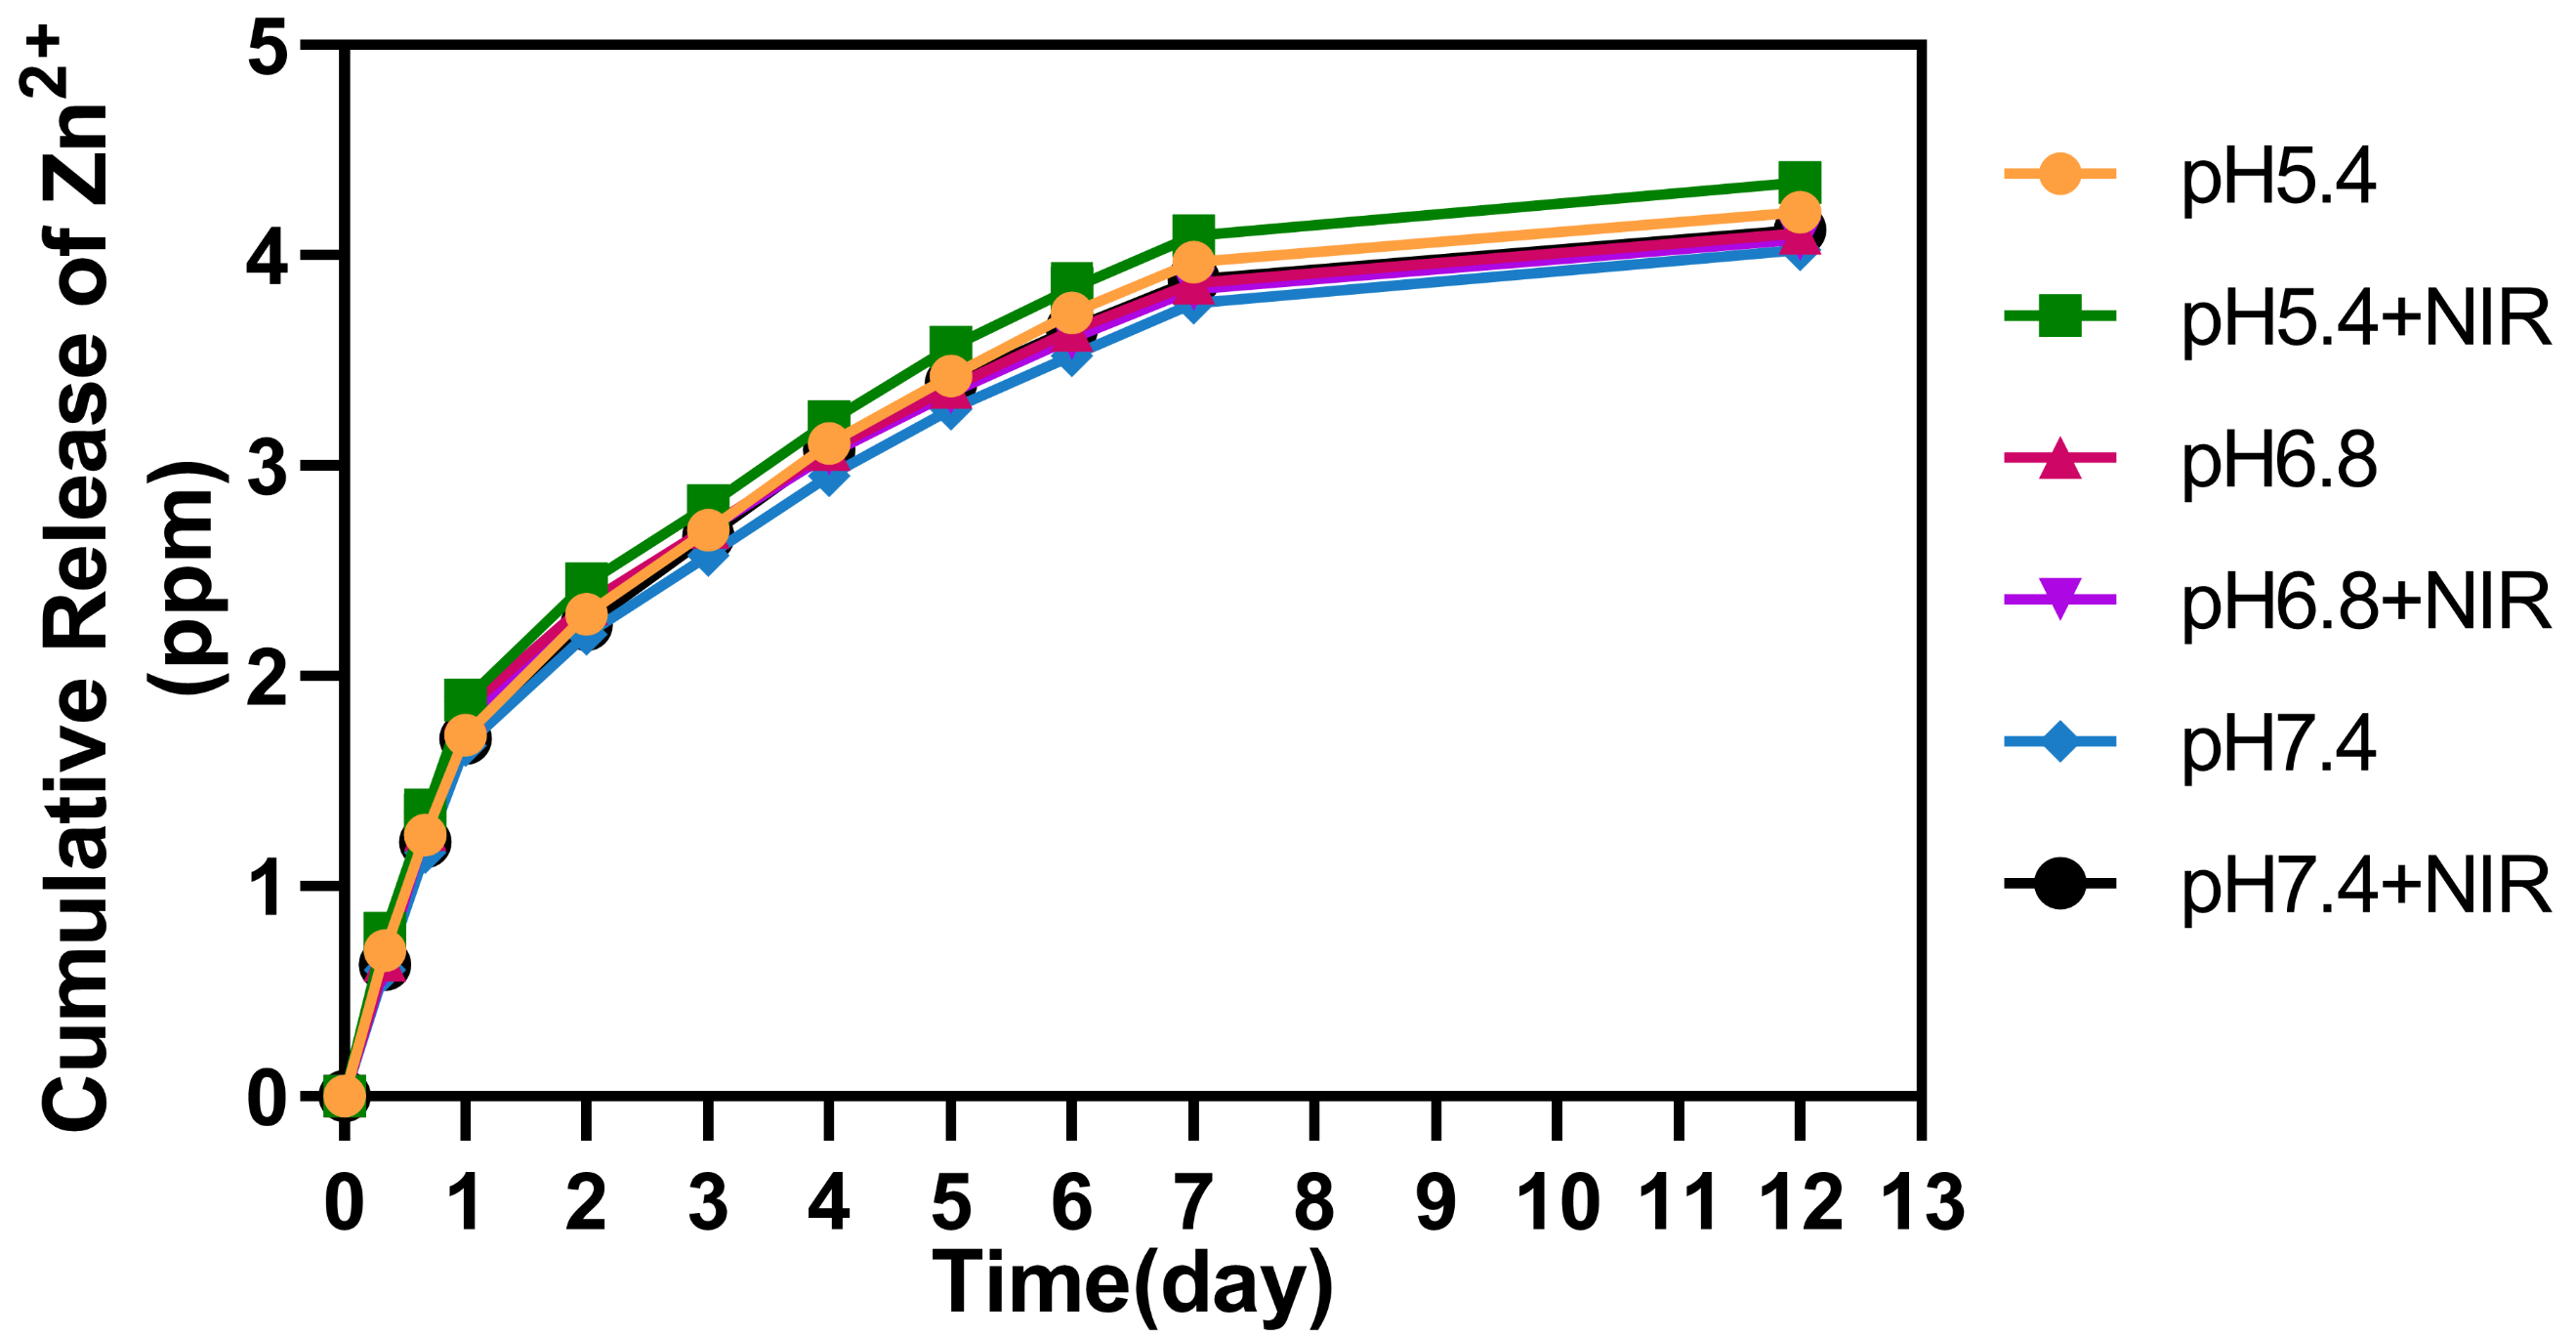 Cumulative Release of Zn²⁺
(ppm)
5
4
3
2
1
0
0 1 2 3 4 5 6 7 8 9 10 11 12 13
Time(day)
pH5.4
pH5.4+NIR
pH6.8
pH6.8+NIR
pH7.4
pH7.4+NIR